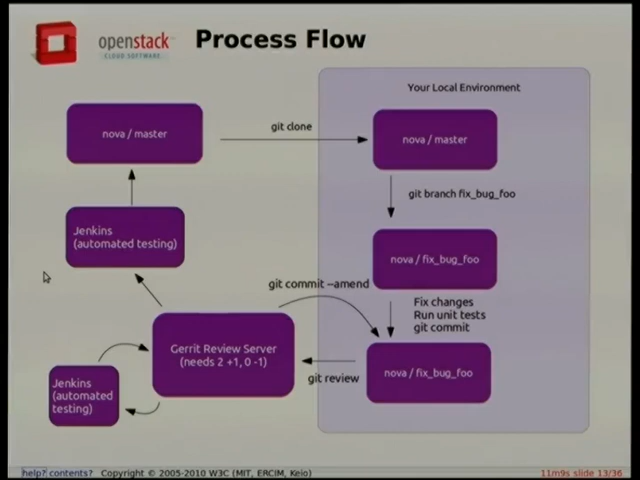 openstack
CLOUD SOFTWARE
Process Flow
Your Local Environment
nova / master
git clone
nova / master
git branch fix_bug_foo
Jenkins
(automated testing)
nova / fix_bug_foo
git commit --amend
Fix changes
Run unit tests
git commit
Gerrit Review Server
(needs 2 +1, 0 -1)
git review
nova / fix_bug_foo
Jenkins
(automated
testing)
help? contents? Copyright © 2005-2010 W3C (MIT, ERCIM, Keio)
11m9s slide 13/36